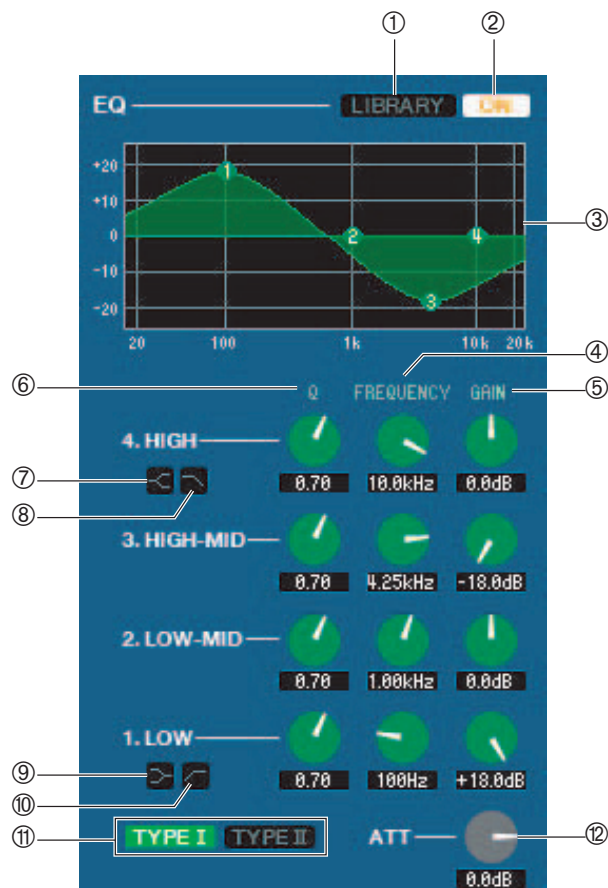 ① ②
EQ LIBRARY ON
+20
1
+10
③
0 2 4
-10
3
-20
20 100 1k 10k 20k
④
⑥ Q FREQUENCY GAIN ⑤
4. HIGH
⑦
0.70 10.0kHz 0.0dB
⑧
3. HIGH-MID
0.70 4.25kHz -18.0dB
2. LOW-MID
0.70 1.00kHz 0.0dB
1. LOW
⑨
0.70 100Hz +18.0dB
⑩
⑪ TYPE I TYPE II ATT ⑫
0.0dB